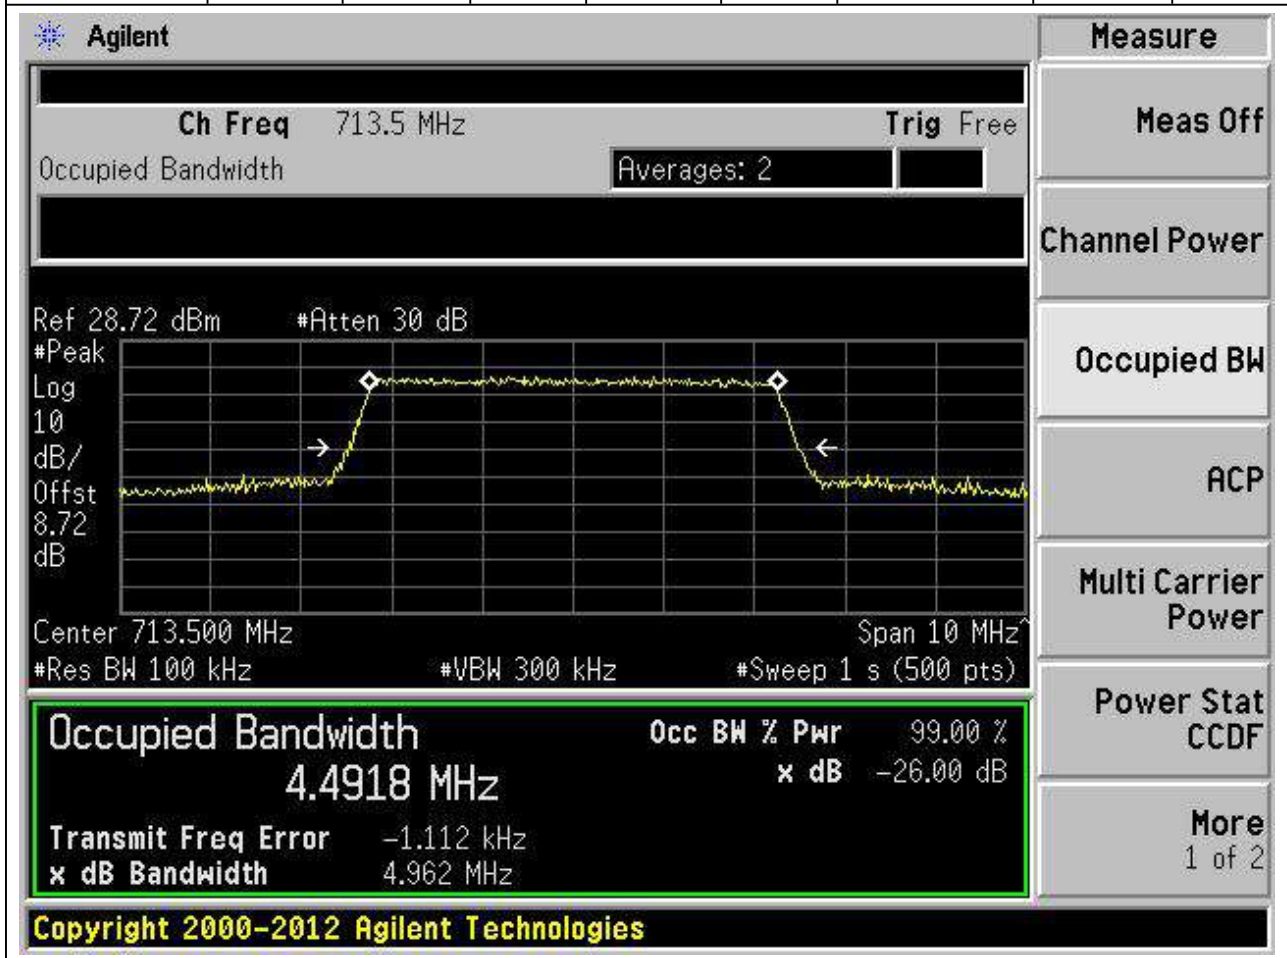 Agilent
Measure
Ch Freq 713.5 MHz Trig Free
Occupied Bandwidth Averages: 2
Meas Off
Channel Power
Occupied BW
ACP
Multi Carrier
Power
Power Stat
CCDF
More
1 of 2
Ref 28.72 dBm #Atten 30 dB
#Peak
Log
10
dB/
Offst
8.72
dB
Center 713.500 MHz Span 10 MHz^
#Res BW 100 kHz #VBW 300 kHz #Sweep 1 s (500 pts)
Occupied Bandwidth Occ BW % Pwr 99.00 %
4.4918 MHz x dB -26.00 dB
Transmit Freq Error -1.112 kHz
x dB Bandwidth 4.962 MHz
Copyright 2000-2012 Agilent Technologies